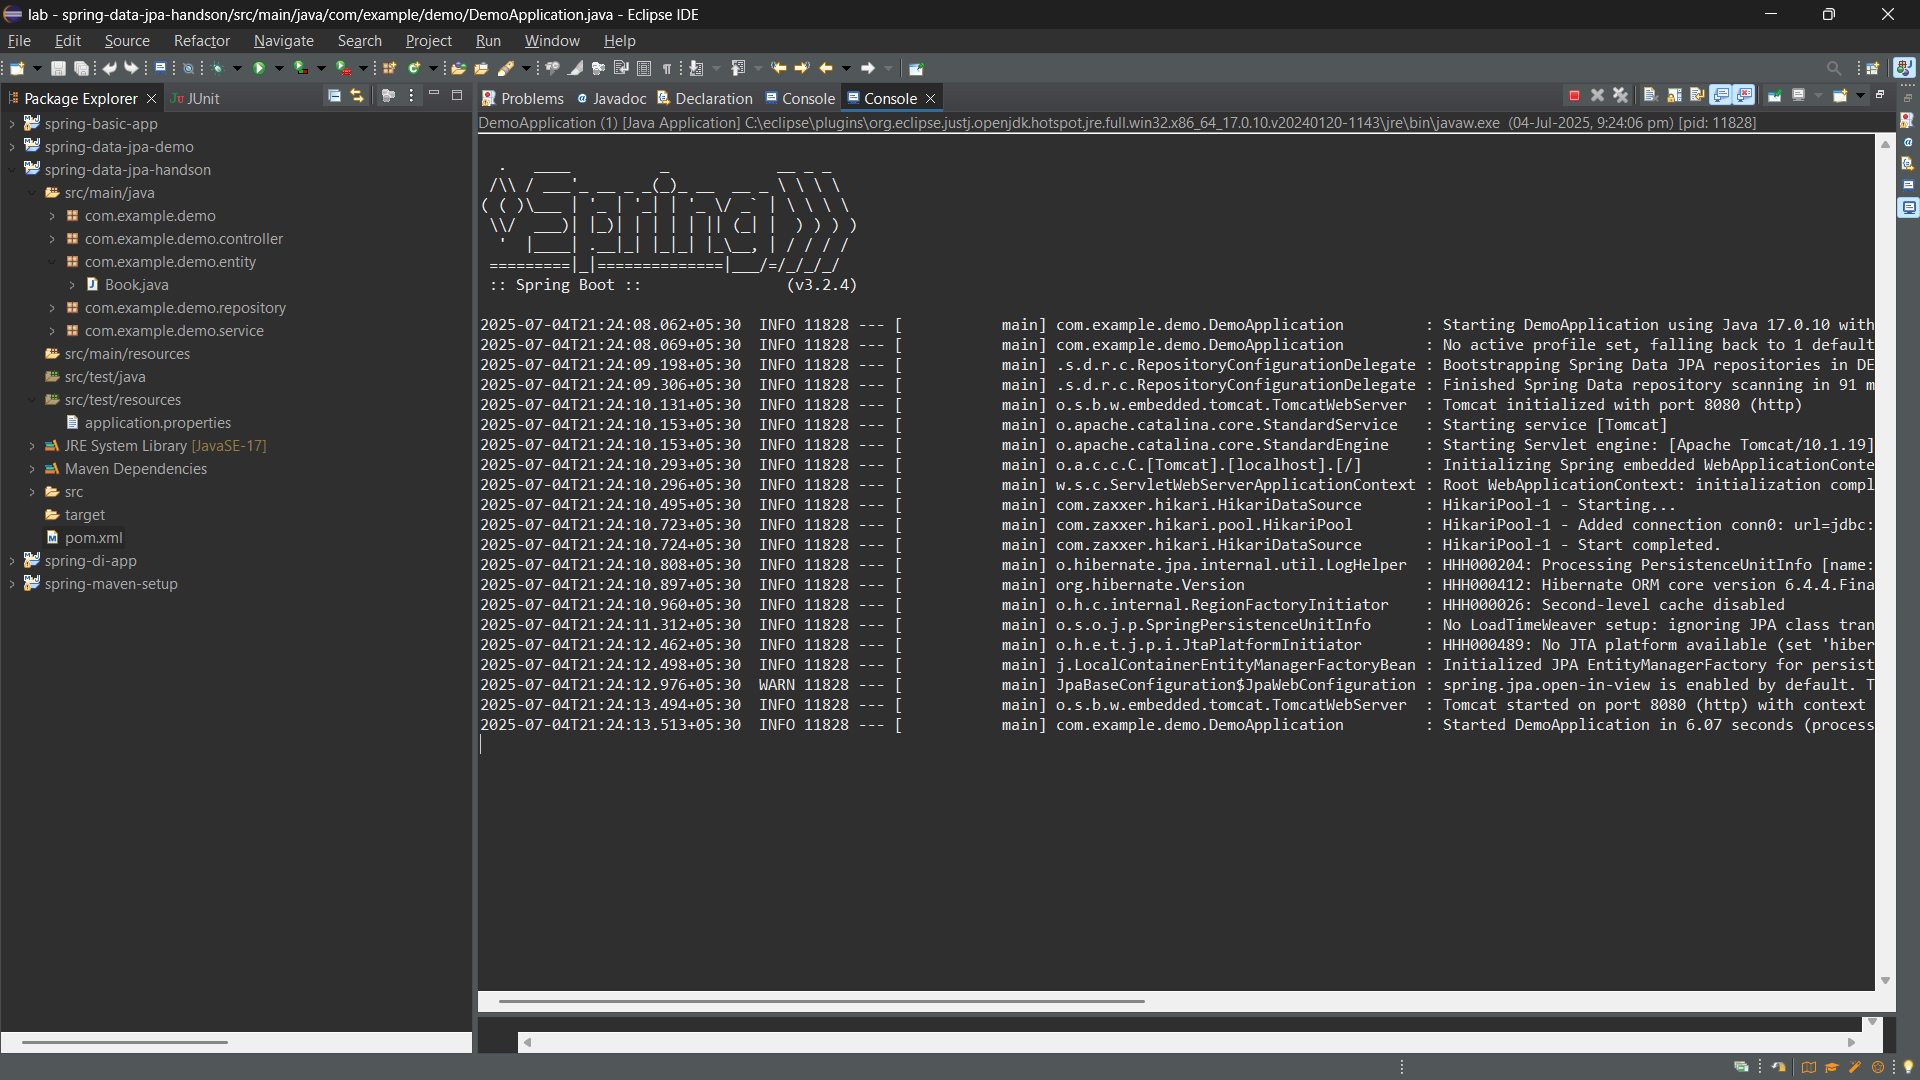 lab - spring-data-jpa-handson/src/main/java/com/example/demo/DemoApplication.java - Eclipse IDE
File Edit Source Refactor Navigate Search Project Run Window Help
Package Explorer
JUnit
spring-basic-app
spring-data-jpa-demo
spring-data-jpa-handson
src/main/java
com.example.demo
com.example.demo.controller
com.example.demo.entity
Book.java
com.example.demo.repository
com.example.demo.service
src/main/resources
src/test/java
src/test/resources
application.properties
JRE System Library [JavaSE-17]
Maven Dependencies
src
target
pom.xml
spring-di-app
spring-maven-setup
Problems Javadoc Declaration Console Console
DemoApplication (1) [Java Application] C:\eclipse\plugins\org.eclipse.justj.openjdk.hotspot.jre.full.win32.x86_64_17.0.10.v20240120-1143\jre\bin\javaw.exe (04-Jul-2025, 9:24:06 pm) [pid: 11828]
Spring
:: Spring Boot :: (v3.2.4)
2025-07-04T21:24:08.062+05:30 INFO 11828 --- [ main] com.example.demo.DemoApplication : Starting DemoApplication using Java 17.0.10 with
2025-07-04T21:24:08.069+05:30 INFO 11828 --- [ main] com.example.demo.DemoApplication : No active profile set, falling back to 1 default
2025-07-04T21:24:09.198+05:30 INFO 11828 --- [ main] .s.d.r.c.RepositoryConfigurationDelegate : Bootstrapping Spring Data JPA repositories in DE
2025-07-04T21:24:09.306+05:30 INFO 11828 --- [ main] .s.d.r.c.RepositoryConfigurationDelegate : Finished Spring Data repository scanning in 91 m
2025-07-04T21:24:10.131+05:30 INFO 11828 --- [ main] o.s.b.w.embedded.tomcat.TomcatWebServer : Tomcat initialized with port 8080 (http)
2025-07-04T21:24:10.153+05:30 INFO 11828 --- [ main] o.apache.catalina.core.StandardService : Starting service [Tomcat]
2025-07-04T21:24:10.153+05:30 INFO 11828 --- [ main] o.apache.catalina.core.StandardEngine : Starting Servlet engine: [Apache Tomcat/10.1.19]
2025-07-04T21:24:10.293+05:30 INFO 11828 --- [ main] o.a.c.c.C.[Tomcat].[localhost].[/] : Initializing Spring embedded WebApplicationConte
2025-07-04T21:24:10.296+05:30 INFO 11828 --- [ main] w.s.c.ServletWebServerApplicationContext : Root WebApplicationContext: initialization compl
2025-07-04T21:24:10.495+05:30 INFO 11828 --- [ main] com.zaxxer.hikari.HikariDataSource : HikariPool-1 - Starting...
2025-07-04T21:24:10.723+05:30 INFO 11828 --- [ main] com.zaxxer.hikari.pool.HikariPool : HikariPool-1 - Added connection conn0: url=jdbc:
2025-07-04T21:24:10.724+05:30 INFO 11828 --- [ main] com.zaxxer.hikari.HikariDataSource : HikariPool-1 - Start completed.
2025-07-04T21:24:10.808+05:30 INFO 11828 --- [ main] o.hibernate.jpa.internal.util.LogHelper : HHH000204: Processing PersistenceUnitInfo [name:
2025-07-04T21:24:10.897+05:30 INFO 11828 --- [ main] org.hibernate.Version : HHH000412: Hibernate ORM core version 6.4.4.Fina
2025-07-04T21:24:10.960+05:30 INFO 11828 --- [ main] o.h.c.internal.RegionFactoryInitiator : HHH000026: Second-level cache disabled
2025-07-04T21:24:11.312+05:30 INFO 11828 --- [ main] o.s.o.j.p.SpringPersistenceUnitInfo : No LoadTimeWeaver setup: ignoring JPA class tran
2025-07-04T21:24:12.462+05:30 INFO 11828 --- [ main] o.h.e.t.j.p.i.JtaPlatformInitiator : HHH000489: No JTA platform available (set 'hiber
2025-07-04T21:24:12.498+05:30 INFO 11828 --- [ main] j.LocalContainerEntityManagerFactoryBean : Initialized JPA EntityManagerFactory for persist
2025-07-04T21:24:12.976+05:30 WARN 11828 --- [ main] JpaBaseConfiguration$JpaWebConfiguration : spring.jpa.open-in-view is enabled by default. T
2025-07-04T21:24:13.494+05:30 INFO 11828 --- [ main] o.s.b.w.embedded.tomcat.TomcatWebServer : Tomcat started on port 8080 (http) with context
2025-07-04T21:24:13.513+05:30 INFO 11828 --- [ main] com.example.demo.DemoApplication : Started DemoApplication in 6.07 seconds (process